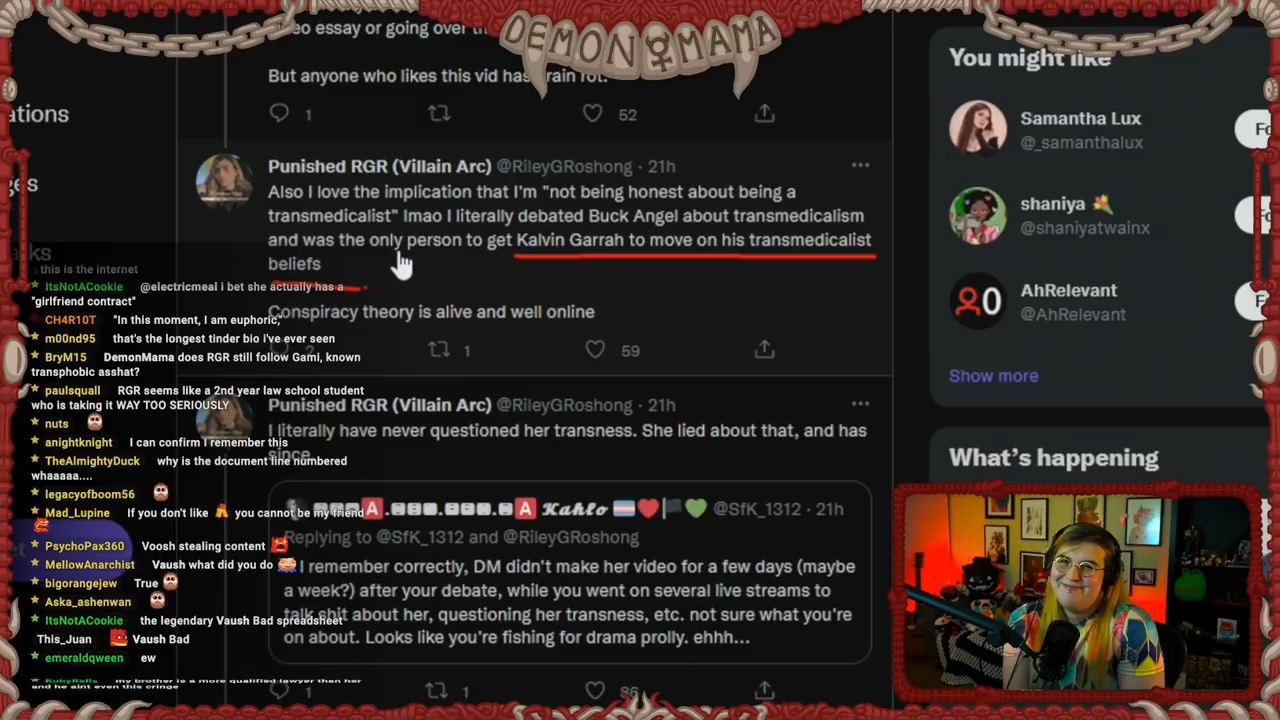 DEMON MAMA
eo essay or going over th
But anyone who likes this vid has rain rot.
1
52
ations
Punished RGR (Villain Arc) @RileyGRoshong · 21h
Also I love the implication that I'm "not being honest about being a
transmedicalist" lmao I literally debated Buck Angel about transmedicalism
and was the only person to get Kalvin Garrah to move on his transmedicalist
beliefs
Conspiracy theory is alive and well online
1
59
Punished RGR (Villain Arc) @RileyGRoshong · 21h
I literally have never questioned her transness. She lied about that, and has
since
A A Kahlo @SfK_1312 · 21h
Replying to @SfK_1312 and @RileyGRoshong
I remember correctly, DM didn't make her video for a few days (maybe
a week?) after your debate, while you went on several live streams to
talk shit about her, questioning her transness, etc. not sure what you're
on about. Looks like you're fishing for drama prolly. ehhh...
1
1
this is the internet
ItsNotACookie @electricmeal i bet she actually has a
"girlfriend contract"
CH4R10T "In this moment, I am euphoric,"
m00nd95 that's the longest tinder bio i've ever seen
BryM15 DemonMama does RGR still follow Gami, known
transphobic asshat?
paulsquall RGR seems like a 2nd year law school student
who is taking it WAY TOO SERIOUSLY
nuts
anightknight I can confirm I remember this
TheAlmightyDuck why is the document line numbered
whaaaaa....
legacyofboom56
Mad_Lupine If you don't like you cannot be my friend
PsychoPax360 Voosh stealing content
MellowAnarchist Vaush what did you do
bigorangejew True
Aska_ashenwan
ItsNotACookie the legendary Vaush Bad spreadsheet
This_Juan Vaush Bad
emeraldqween ew
my brother is a more qualified lawyer than her
and he aint even this cringe
You might like
Samantha Lux
@_samanthalux
Fo
shaniya
@shaniyatwainx
AhRelevant
@AhRelevant
Show more
What's happening